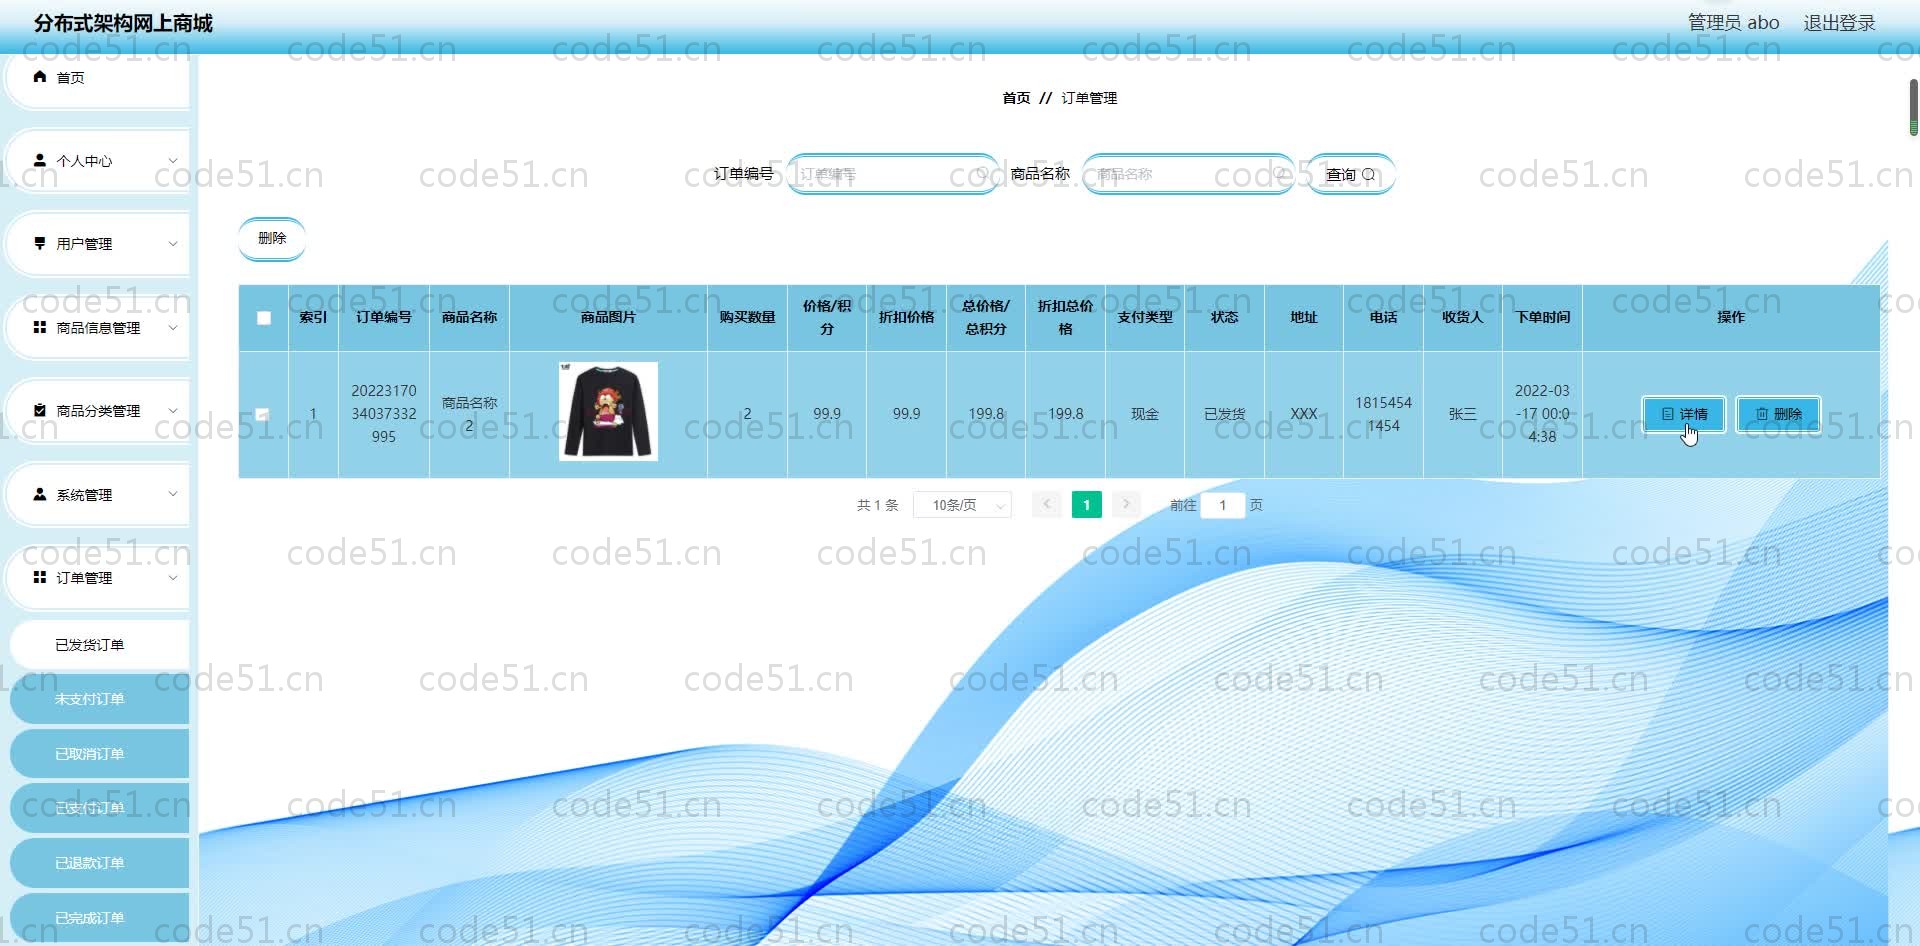 分布式架构网上商城
管理员 abo 退出登录
首页
个人中心
用户管理
商品信息管理
商品分类管理
系统管理
订单管理
已发货订单
未支付订单
已取消订单
已支付订单
已退款订单
已完成订单
首页 // 订单管理
订单编号 订单编号 商品名称 商品名称 查询
删除
索引 订单编号 商品名称 商品图片 购买数量 价格/积分 折扣价格 总价格/总积分 折扣总价格 支付类型 状态 地址 电话 收货人 下单时间 操作
1 202231703403733​2995 商品名称2 2 99.9 99.9 199.8 199.8 现金 已发货 XXX 18154541454 张三 2022-03-17 00:04:38 详情 删除
共 1 条 10条/页 1 前往 1 页
code51.cn